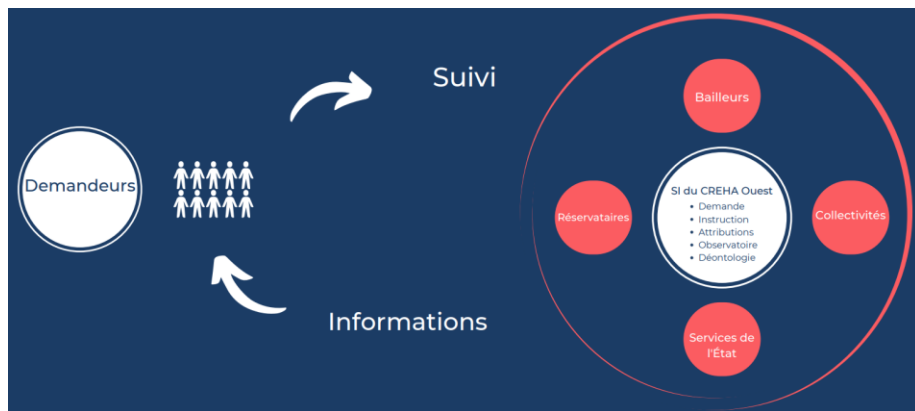 Suivi
Demandeurs
Informations
Bailleurs
Réservataires
SI du CREHA Ouest
• Demande
• Instruction
• Attributions
• Observatoire
• Déontologie
Collectivités
Services de
l'État